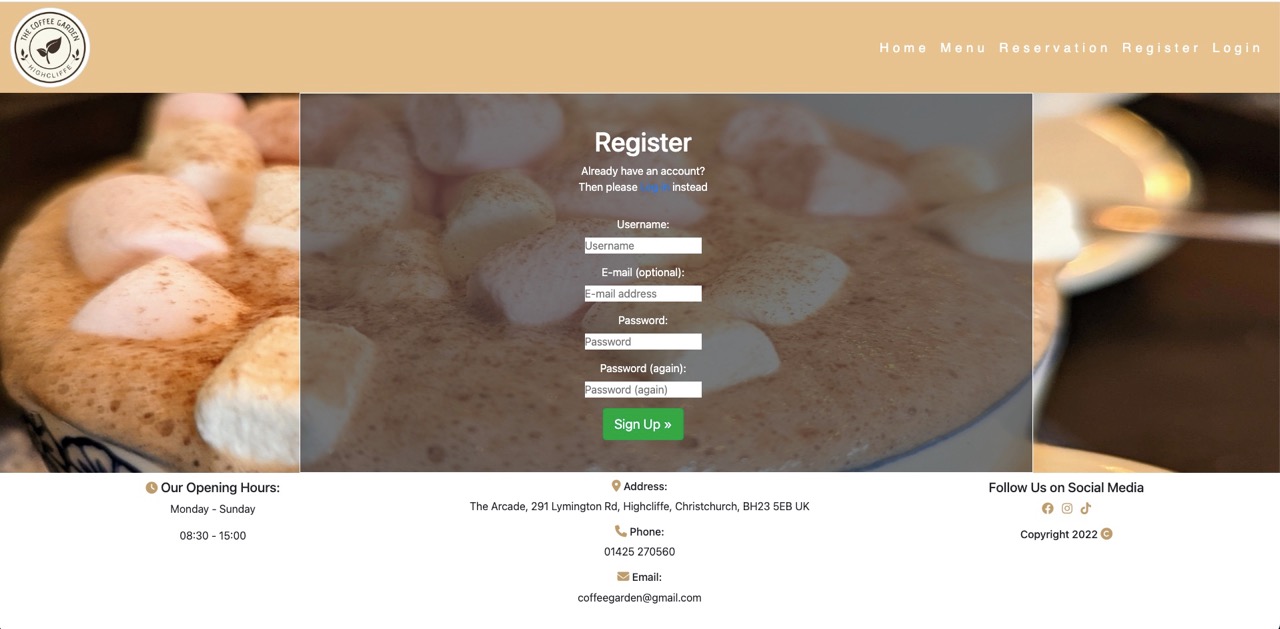 THE COFFEE GARDEN
HIGHCLIFFE
Home Menu Reservation Register Login
Register
Already have an account?
Then please instead
Username:
Username
E-mail (optional):
E-mail address
Password:
Password
Password (again):
Password (again)
Sign Up »
Our Opening Hours:
Monday - Sunday
08:30 - 15:00
Address:
The Arcade, 291 Lymington Rd, Highcliffe, Christchurch, BH23 5EB UK
Phone:
01425 270560
Email:
coffeegarden@gmail.com
Follow Us on Social Media
Copyright 2022 ©